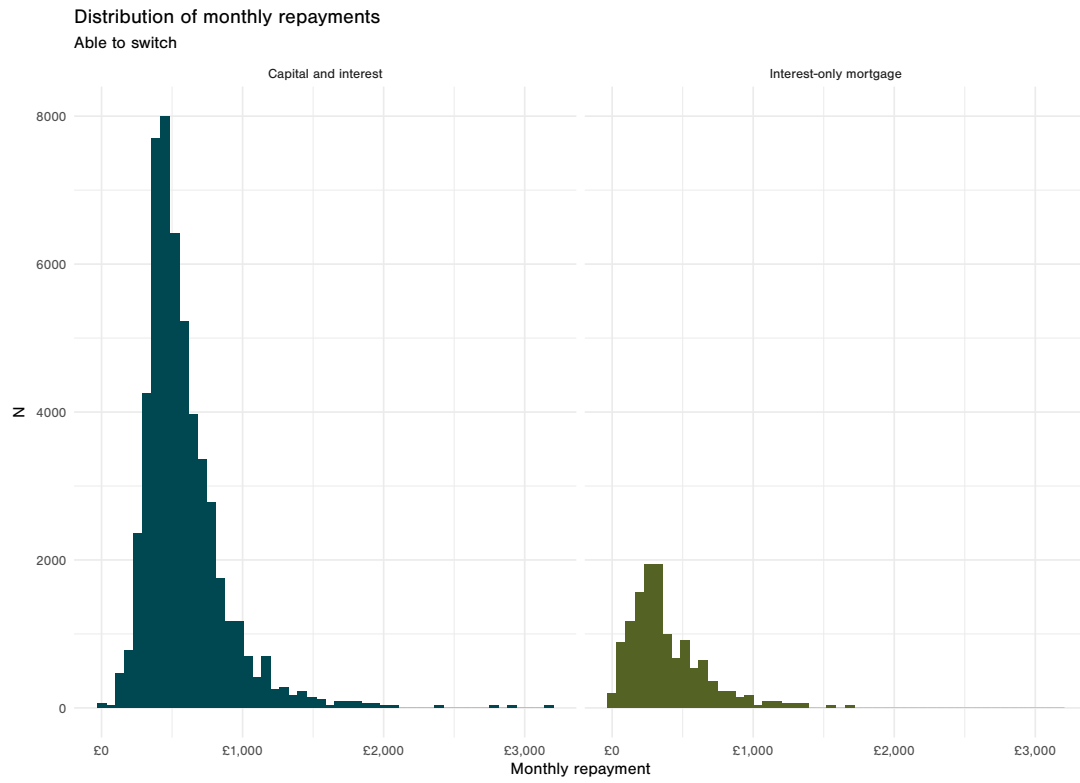 Distribution of monthly repayments
Able to switch
Capital and interest
Interest-only mortgage
8000
6000
4000
2000
0
N
£0
£1,000
£2,000
£3,000
£0
£1,000
£2,000
£3,000
Monthly repayment